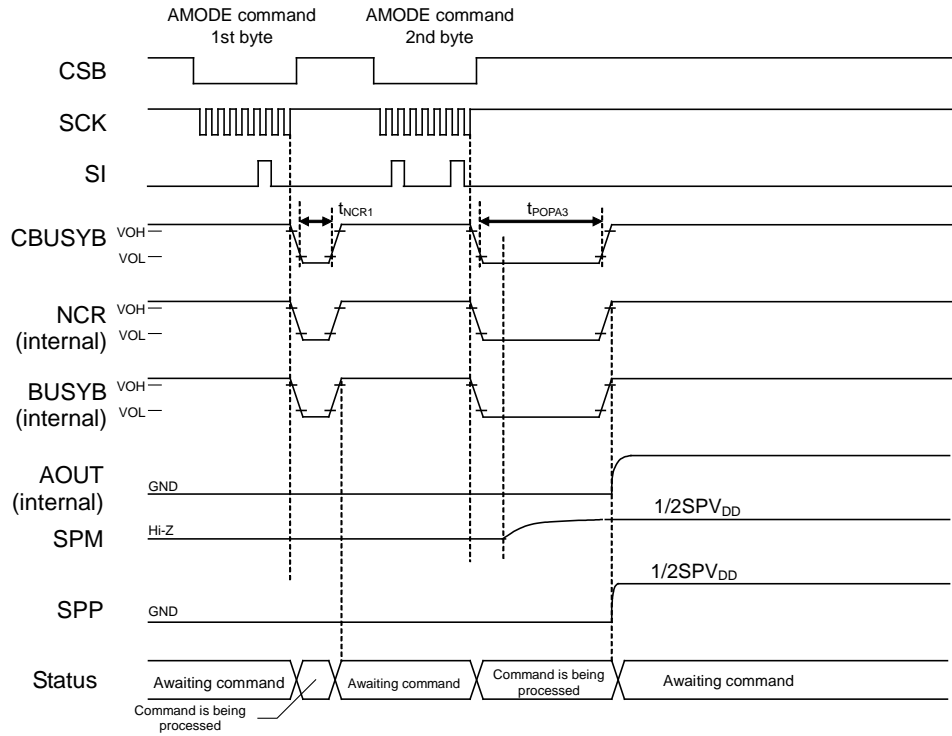 AMODE command
1st byte
AMODE command
2nd byte
CSB
SCK
SI
tNCR1
tPOPA3
CBUSYB
VOH
VOL
NCR
(internal)
VOH
VOL
BUSYB
(internal)
VOH
VOL
AOUT
(internal)
GND
SPM
Hi-Z
1/2SPVDD
SPP
GND
1/2SPVDD
Status
Awaiting command
Command is being
processed
Awaiting command
Command is being
processed
Awaiting command